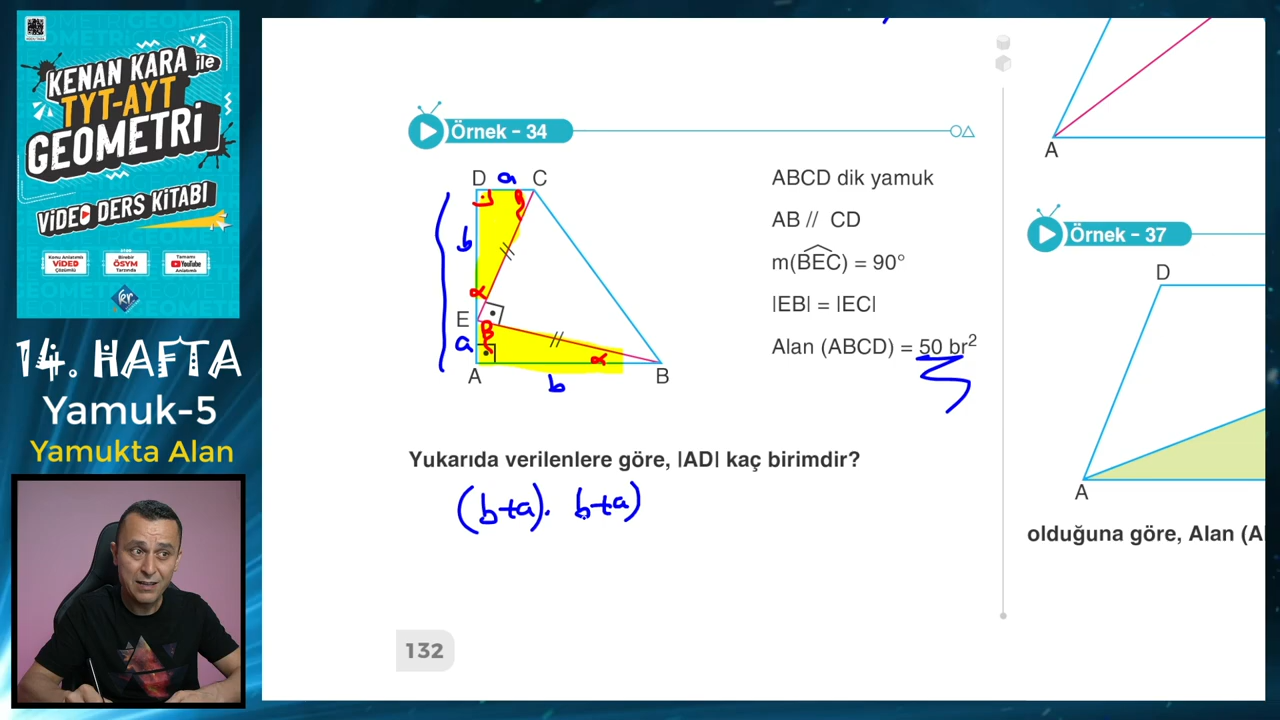 KENAN KARA ile
TYT-AYT
GEOMETRİ
VİDEO DERS KİTABI
14. HAFTA
Yamuk-5
Yamukta Alan
Örnek - 34
D a C
b
α
E
B
a
α
A b B
ABCD dik yamuk
AB // CD
m(BEC) = 90°
|EB| = |EC|
Alan (ABCD) = 50 br²
Yukarıda verilenlere göre, |AD| kaç birimdir?
(b+a). b+a)
132
A
Örnek - 37
D
A
olduğuna göre, Alan (A